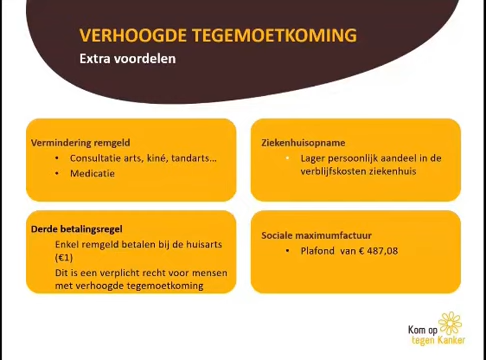 VERHOOGDE TEGEMOETKOMING
Extra voordelen
Vermindering remgeld
• Consultatie arts, kiné, tandarts...
• Medicatie
Ziekenhuisopname
• Lager persoonlijk aandeel in de
verblijfskosten ziekenhuis
Derde betalingsregel
Enkel remgeld betalen bij de huisarts
(€1)
Dit is een verplicht recht voor mensen
met verhoogde tegemoetkoming
Sociale maximumfactuur
• Plafond van € 487,08
Kom op
tegen Kanker